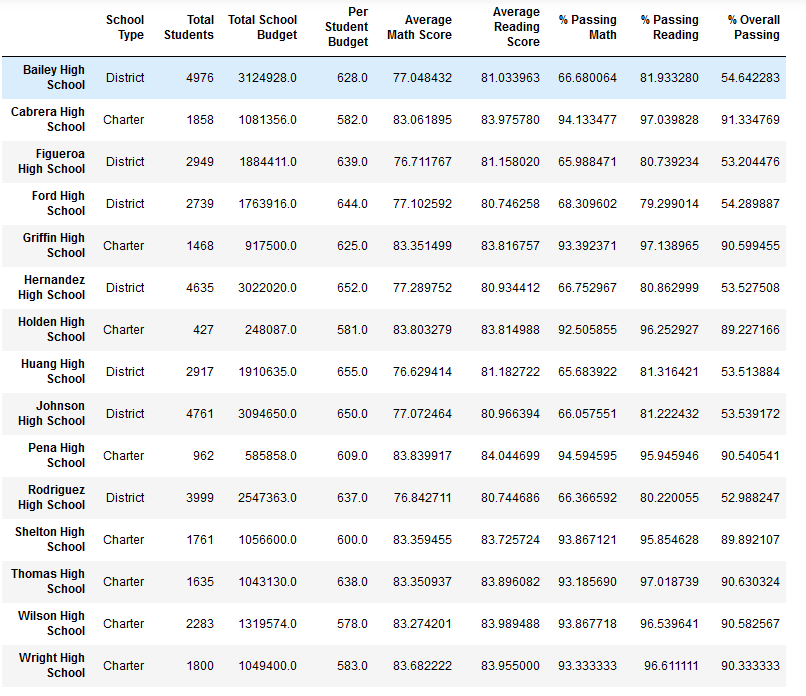 School Type Total Students Total School Budget Per Student Budget Average Math Score Average Reading Score % Passing Math % Passing Reading % Overall Passing
Bailey High School District 4976 3124928.0 628.0 77.048432 81.033963 66.680064 81.933280 54.642283
Cabrera High School Charter 1858 1081356.0 582.0 83.061895 83.975780 94.133477 97.039828 91.334769
Figueroa High School District 2949 1884411.0 639.0 76.711767 81.158020 65.988471 80.739234 53.204476
Ford High School District 2739 1763916.0 644.0 77.102592 80.746258 68.309602 79.299014 54.289887
Griffin High School Charter 1468 917500.0 625.0 83.351499 83.816757 93.392371 97.138965 90.599455
Hernandez High School District 4635 3022020.0 652.0 77.289752 80.934412 66.752967 80.862999 53.527508
Holden High School Charter 427 248087.0 581.0 83.803279 83.814988 92.505855 96.252927 89.227166
Huang High School District 2917 1910635.0 655.0 76.629414 81.182722 65.683922 81.316421 53.513884
Johnson High School District 4761 3094650.0 650.0 77.072464 80.966394 66.057551 81.222432 53.539172
Pena High School Charter 962 585858.0 609.0 83.839917 84.044699 94.594595 95.945946 90.540541
Rodriguez High School District 3999 2547363.0 637.0 76.842711 80.744686 66.366592 80.220055 52.988247
Shelton High School Charter 1761 1056600.0 600.0 83.359455 83.725724 93.867121 95.854628 89.892107
Thomas High School Charter 1635 1043130.0 638.0 83.350937 83.896082 93.185690 97.018739 90.630324
Wilson High School Charter 2283 1319574.0 578.0 83.274201 83.989488 93.867718 96.539641 90.582567
Wright High School Charter 1800 1049400.0 583.0 83.682222 83.955000 93.333333 96.611111 90.333333